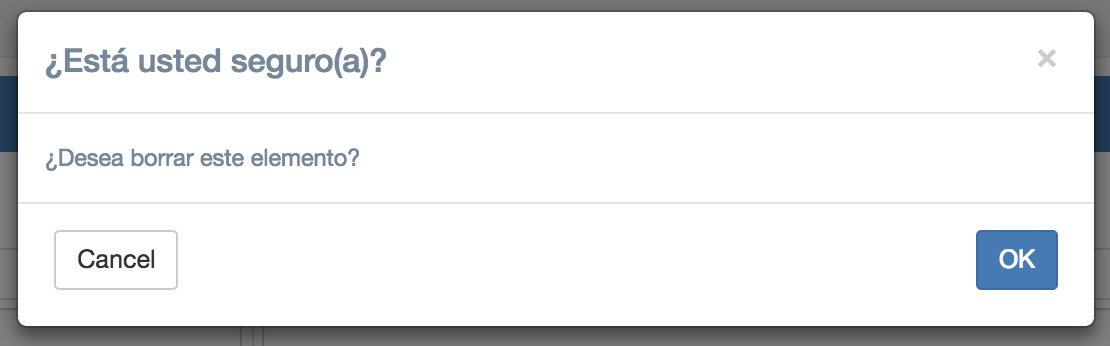 ¿Está usted seguro(a)?
×
¿Desea borrar este elemento?
Cancel
OK